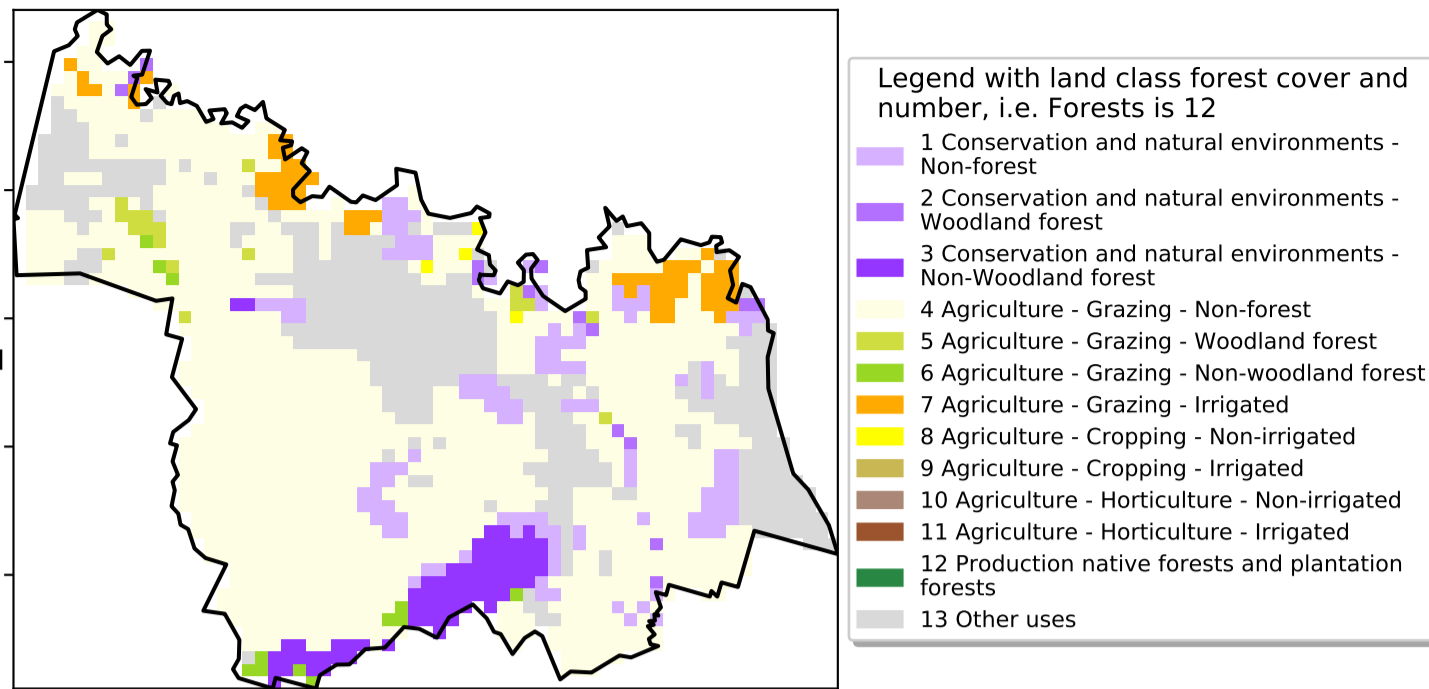 Legend with land class forest cover and
number, i.e. Forests is 12
1 Conservation and natural environments -
Non-forest
2 Conservation and natural environments -
Woodland forest
3 Conservation and natural environments -
Non-Woodland forest
4 Agriculture - Grazing - Non-forest
5 Agriculture - Grazing - Woodland forest
6 Agriculture - Grazing - Non-woodland forest
7 Agriculture - Grazing - Irrigated
8 Agriculture - Cropping - Non-irrigated
9 Agriculture - Cropping - Irrigated
10 Agriculture - Horticulture - Non-irrigated
11 Agriculture - Horticulture - Irrigated
12 Production native forests and plantation
forests
13 Other uses